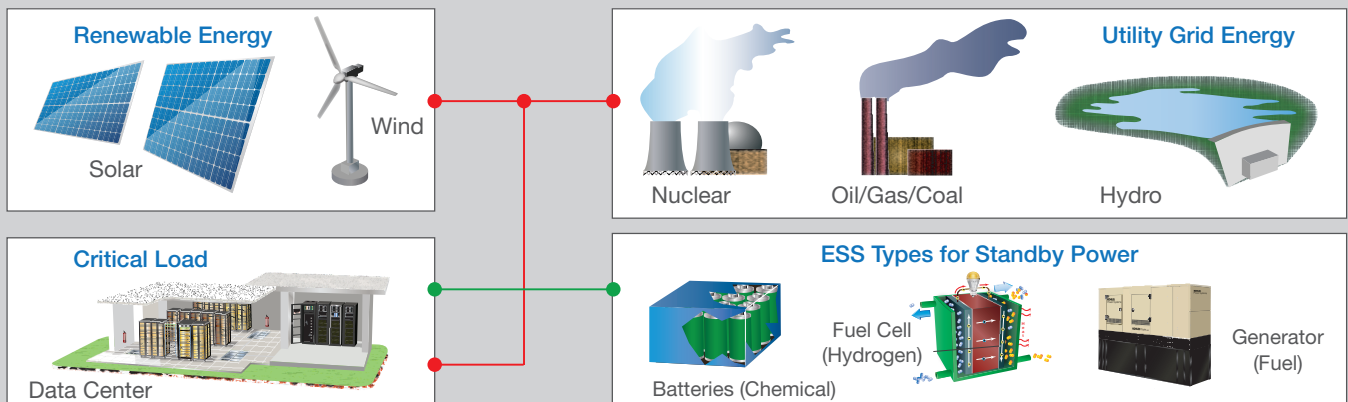 Renewable Energy
Solar
Wind
Utility Grid Energy
Nuclear
Oil/Gas/Coal
Hydro
Critical Load
Data Center
ESS Types for Standby Power
Batteries (Chemical)
Fuel Cell
(Hydrogen)
Generator
(Fuel)